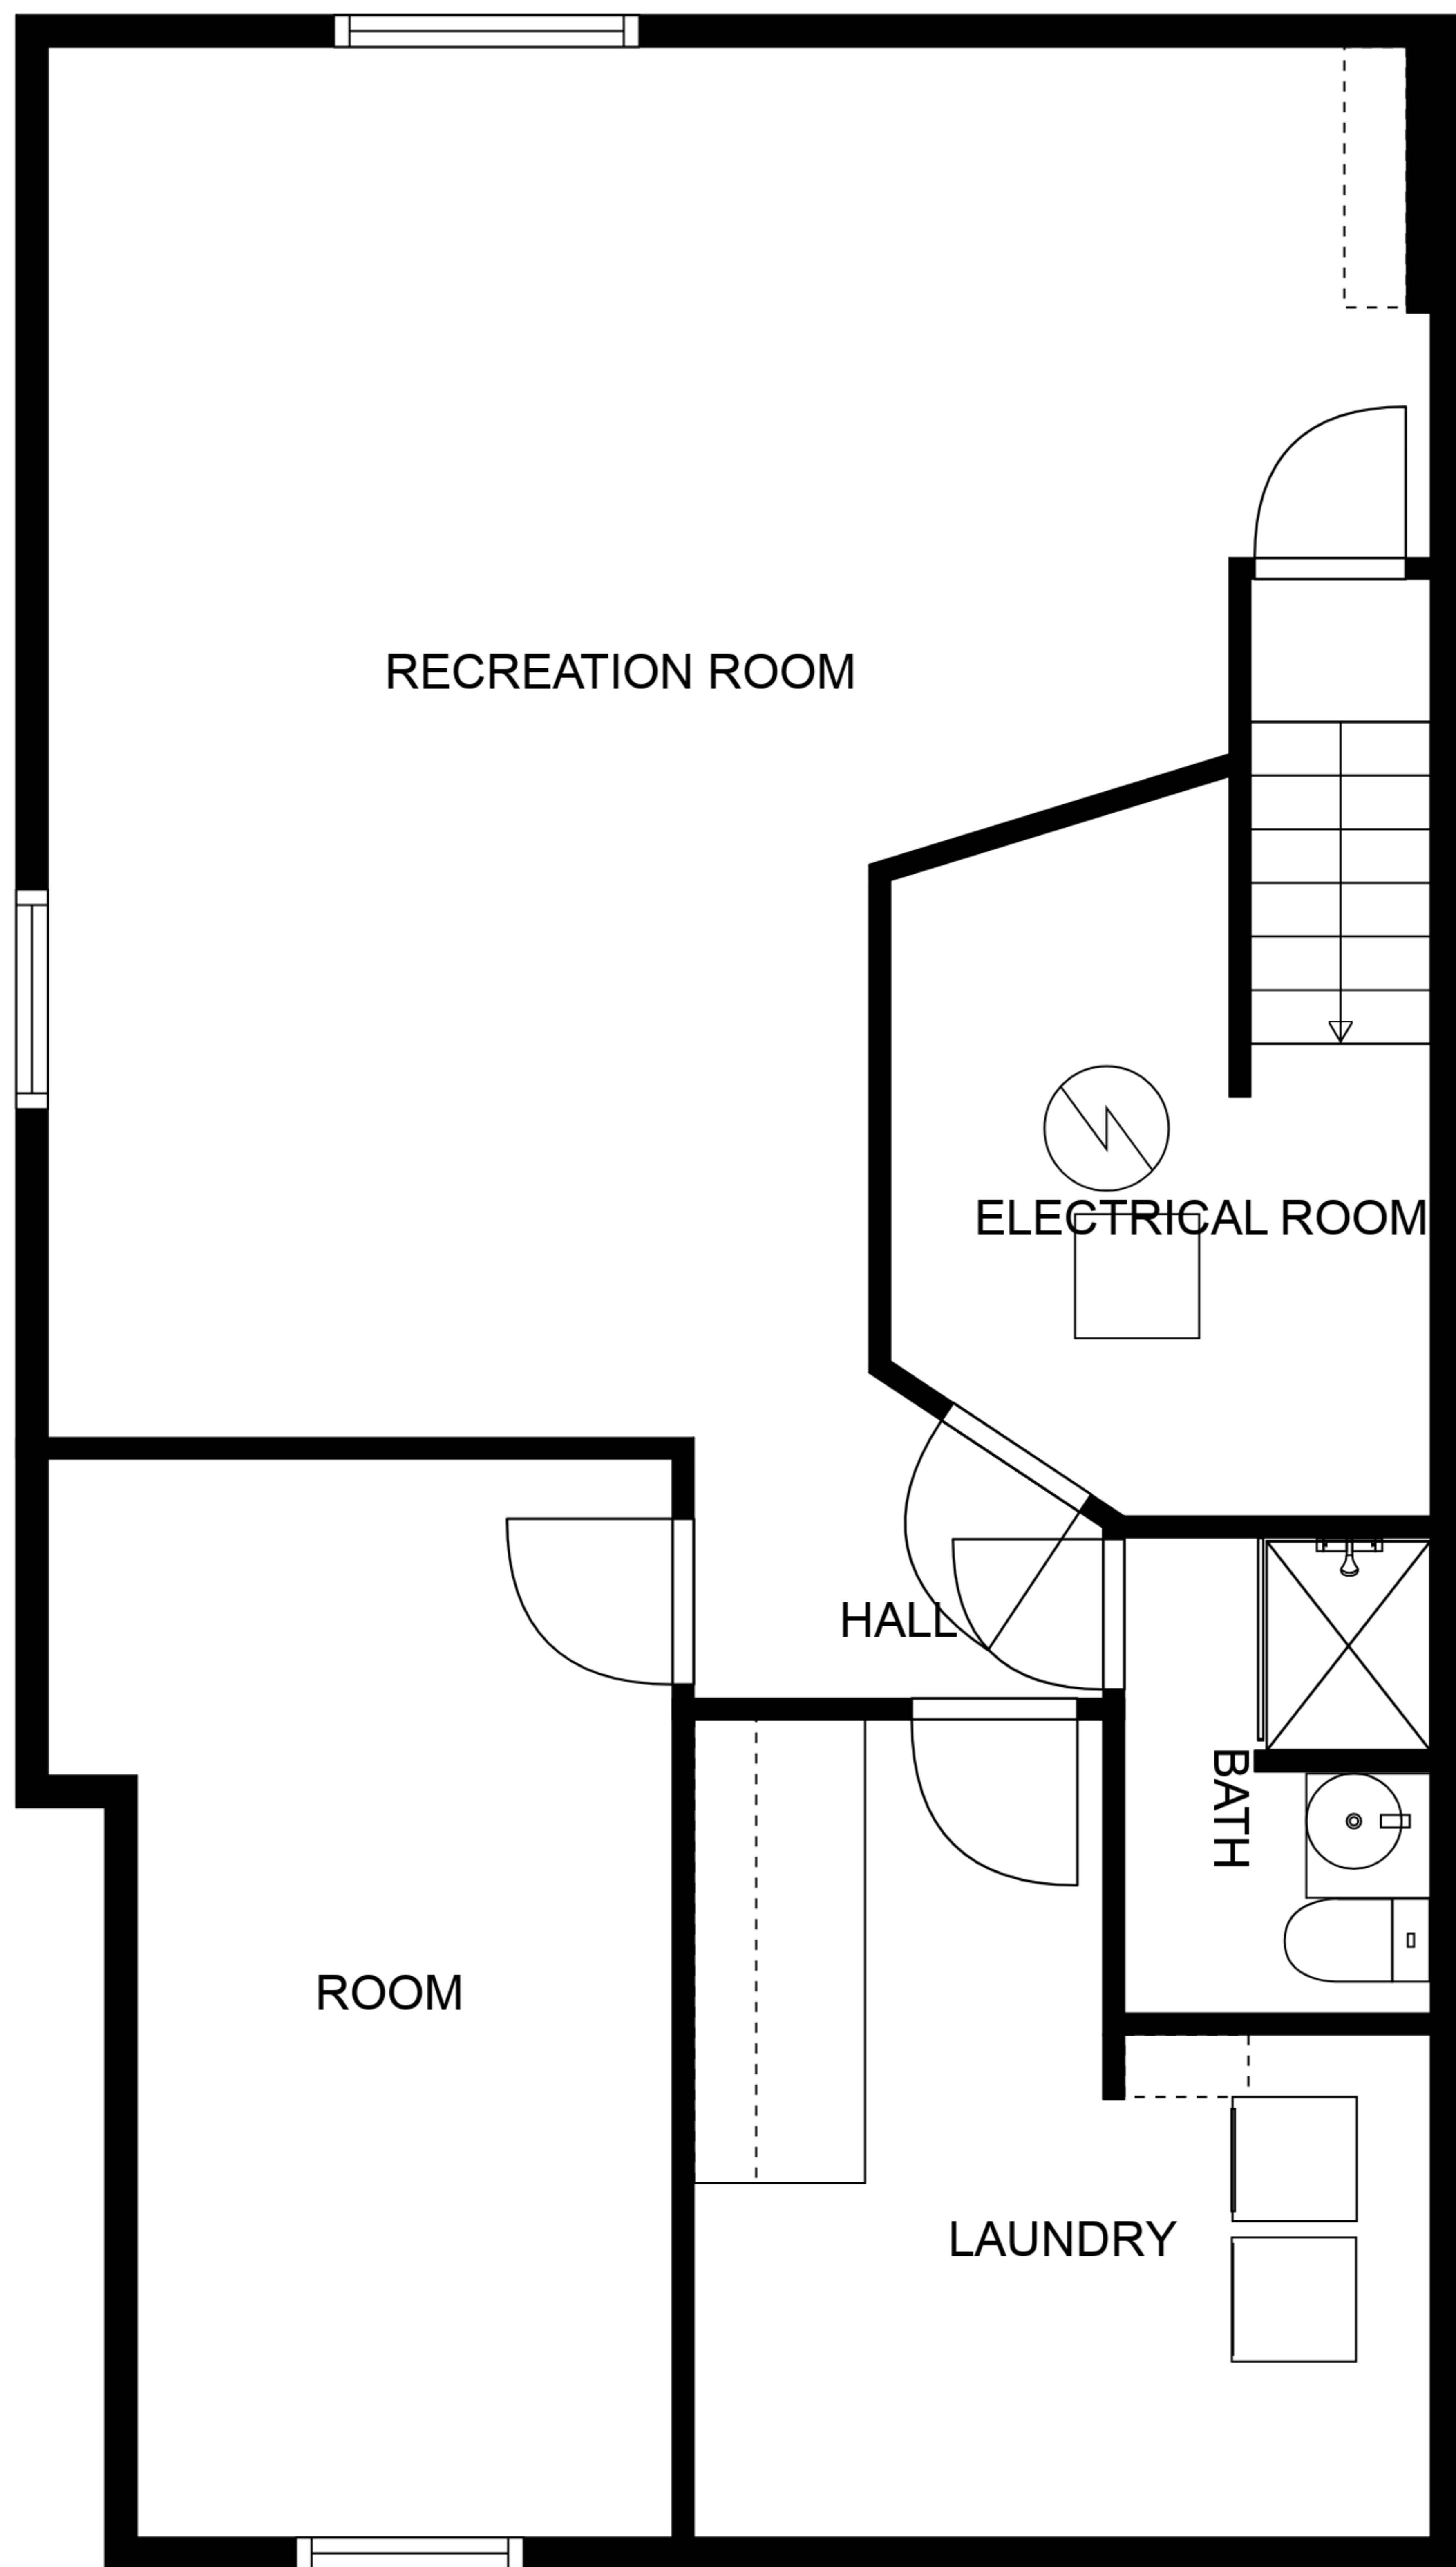 RECREATION ROOM
ELECTRICAL ROOM
HALL
BATH
ROOM
LAUNDRY